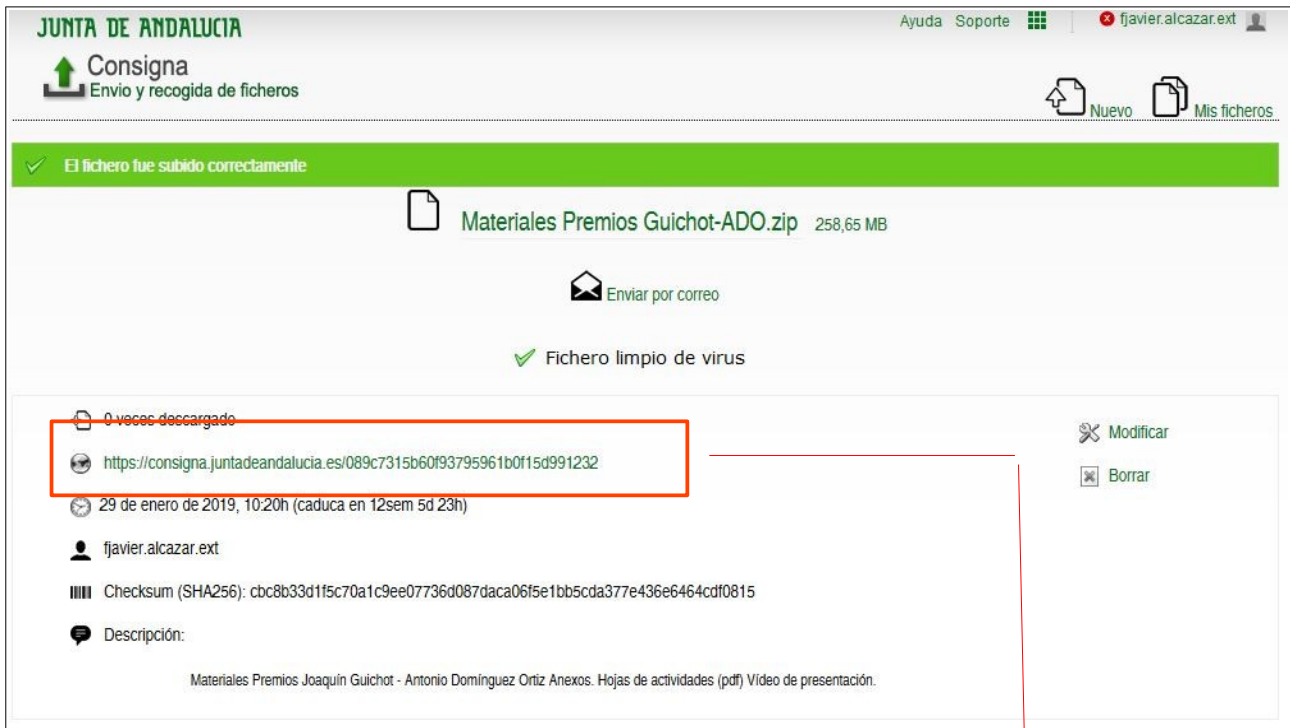 JUNTA DE ANDALUCIA
Ayuda Soporte fjavier.alcazar.ext
Consigna
Envio y recogida de ficheros
Nuevo Mis ficheros
El fichero fue subido correctamente
Materiales Premios Guichot-ADO.zip 258,65 MB
Enviar por correo
Fichero limpio de virus
0 veces descargado
Modificar
https://consigna.juntadeandalucia.es/089c7315b60f93795961b0f15d991232
Borrar
29 de enero de 2019, 10:20h (caduca en 12sem 5d 23h)
fjavier.alcazar.ext
Checksum (SHA256): cbc8b33d1f5c70a1c9ee07736d087daca06f5e1bb5cda377e436e6464cdf0815
Descripción:
Materiales Premios Joaquín Guichot - Antonio Domínguez Ortiz Anexos. Hojas de actividades (pdf) Vídeo de presentación.